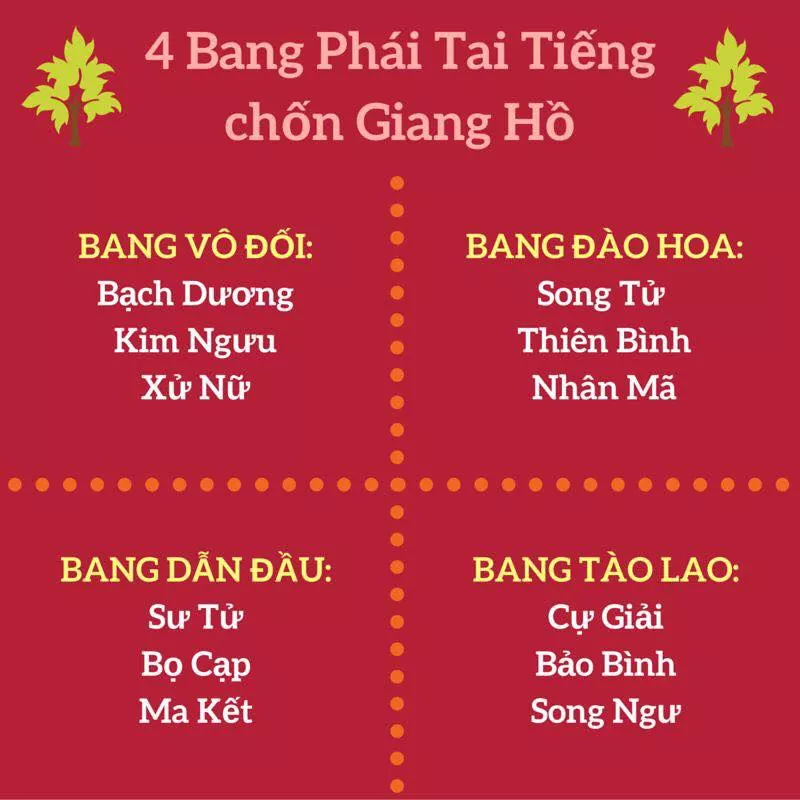 4 Bang Phái Tai Tiếng
chốn Giang Hồ
BANG VÔ ĐỐI:
Bạch Dương
Kim Ngưu
Xử Nữ
BANG ĐÀO HOA:
Song Tử
Thiên Bình
Nhân Mã
BANG DẪN ĐẦU:
Sư Tử
Bọ Cạp
Ma Kết
BANG TÀO LAO:
Cự Giải
Bảo Bình
Song Ngư